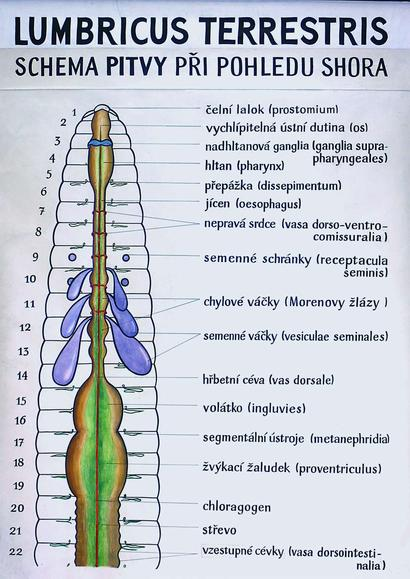 LUMBRICUS TERRESTRIS
SCHEMA PITVY PŘI POHLEDU SHORA
1 čelní lalok (prostomium)
2 vychlípitelná ústní dutina (os)
3 nadhltanová ganglia (ganglia supra-
pharyngeales)
4 hltan (pharynx)
5
6 přepážka (dissepimentum)
jícen (oesophagus)
7
8 nepravá srdce (vasa dorso-ventro-
comissuralia)
9 semenné schránky (receptacula
seminis)
10
11 chylové váčky (Morenovy žlázy)
12
13 semenné váčky (vesiculae seminales)
14 hřbetní céva (vas dorsale)
15 volátko (ingluvies)
16
17 segmentální ústroje (metanephridia)
18 žvýkací žaludek (proventriculus)
19
20 chloragogen
21 střevo
22 vzestupné cévky (vasa dorsointesti-
nalia)